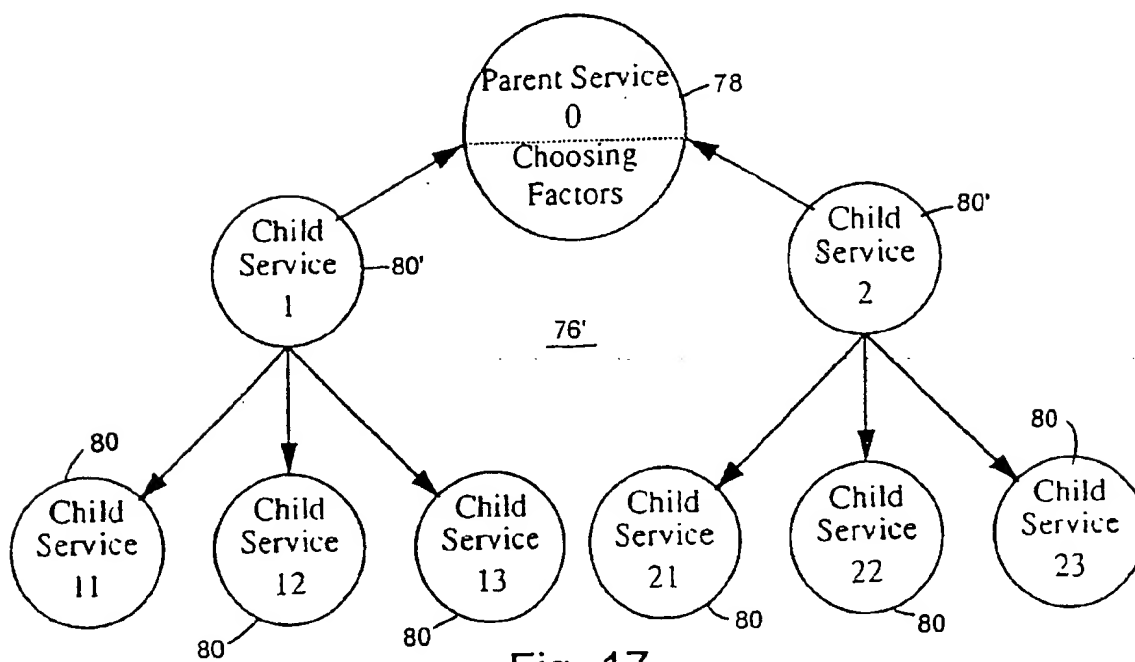 Parent Service
0
Choosing
Factors
78
Child
Service
1
80'
Child
Service
2
80'
76'
80
Child
Service
11
Child
Service
12
80
Child
Service
13
80
Child
Service
21
80
Child
Service
22
80
80
Child
Service
23
Fig. 17